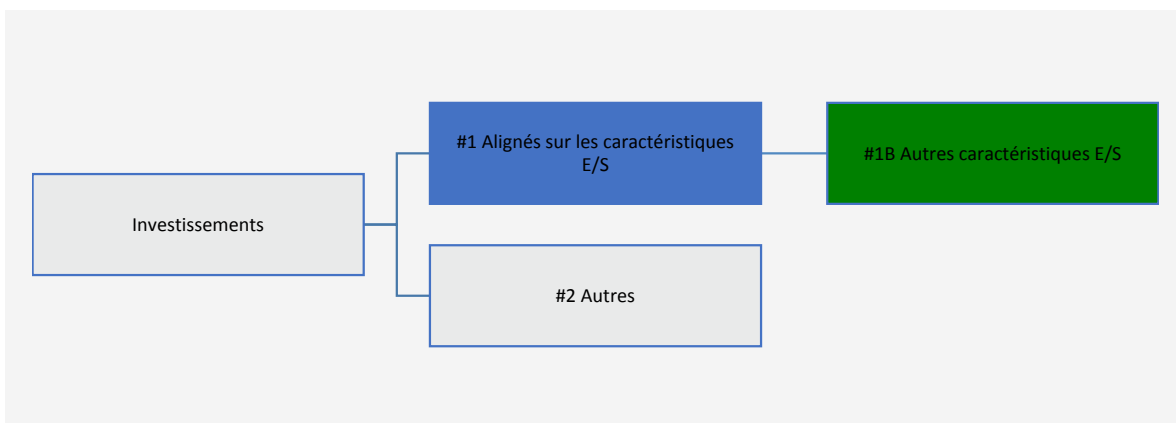 #1 Alignés sur les caractéristiques
E/S
#1B Autres caractéristiques E/S
Investissements
#2 Autres